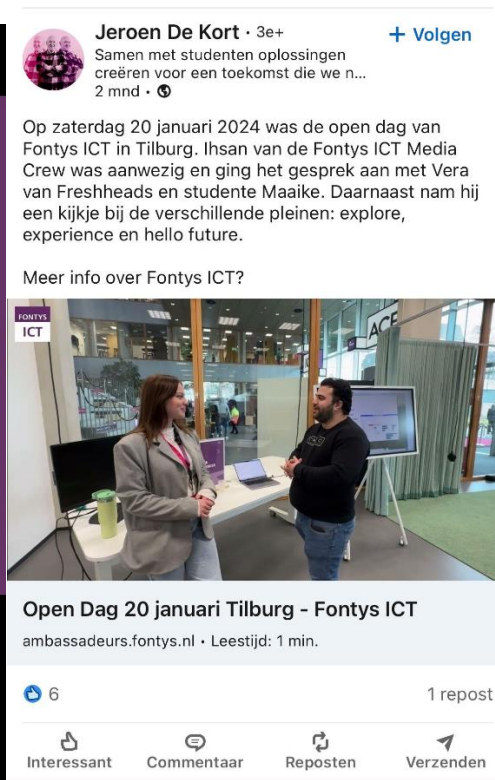 Jeroen De Kort • 3e+
+ Volgen
Samen met studenten oplossingen
creëren voor een toekomst die we n...
2 mnd •
Op zaterdag 20 januari 2024 was de open dag van
Fontys ICT in Tilburg. Ihsan van de Fontys ICT Media
Crew was aanwezig en ging het gesprek aan met Vera
van Freshheads en studente Maaike. Daarnaast nam hij
een kijkje bij de verschillende pleinen: explore,
experience en hello future.
Meer info over Fontys ICT?
FONTYS
ICT
ACE
Open Dag 20 januari Tilburg - Fontys ICT
ambassadeurs.fontys.nl • Leestijd: 1 min.
6
1 repost
Interessant
Commentaar
Reposten
Verzenden